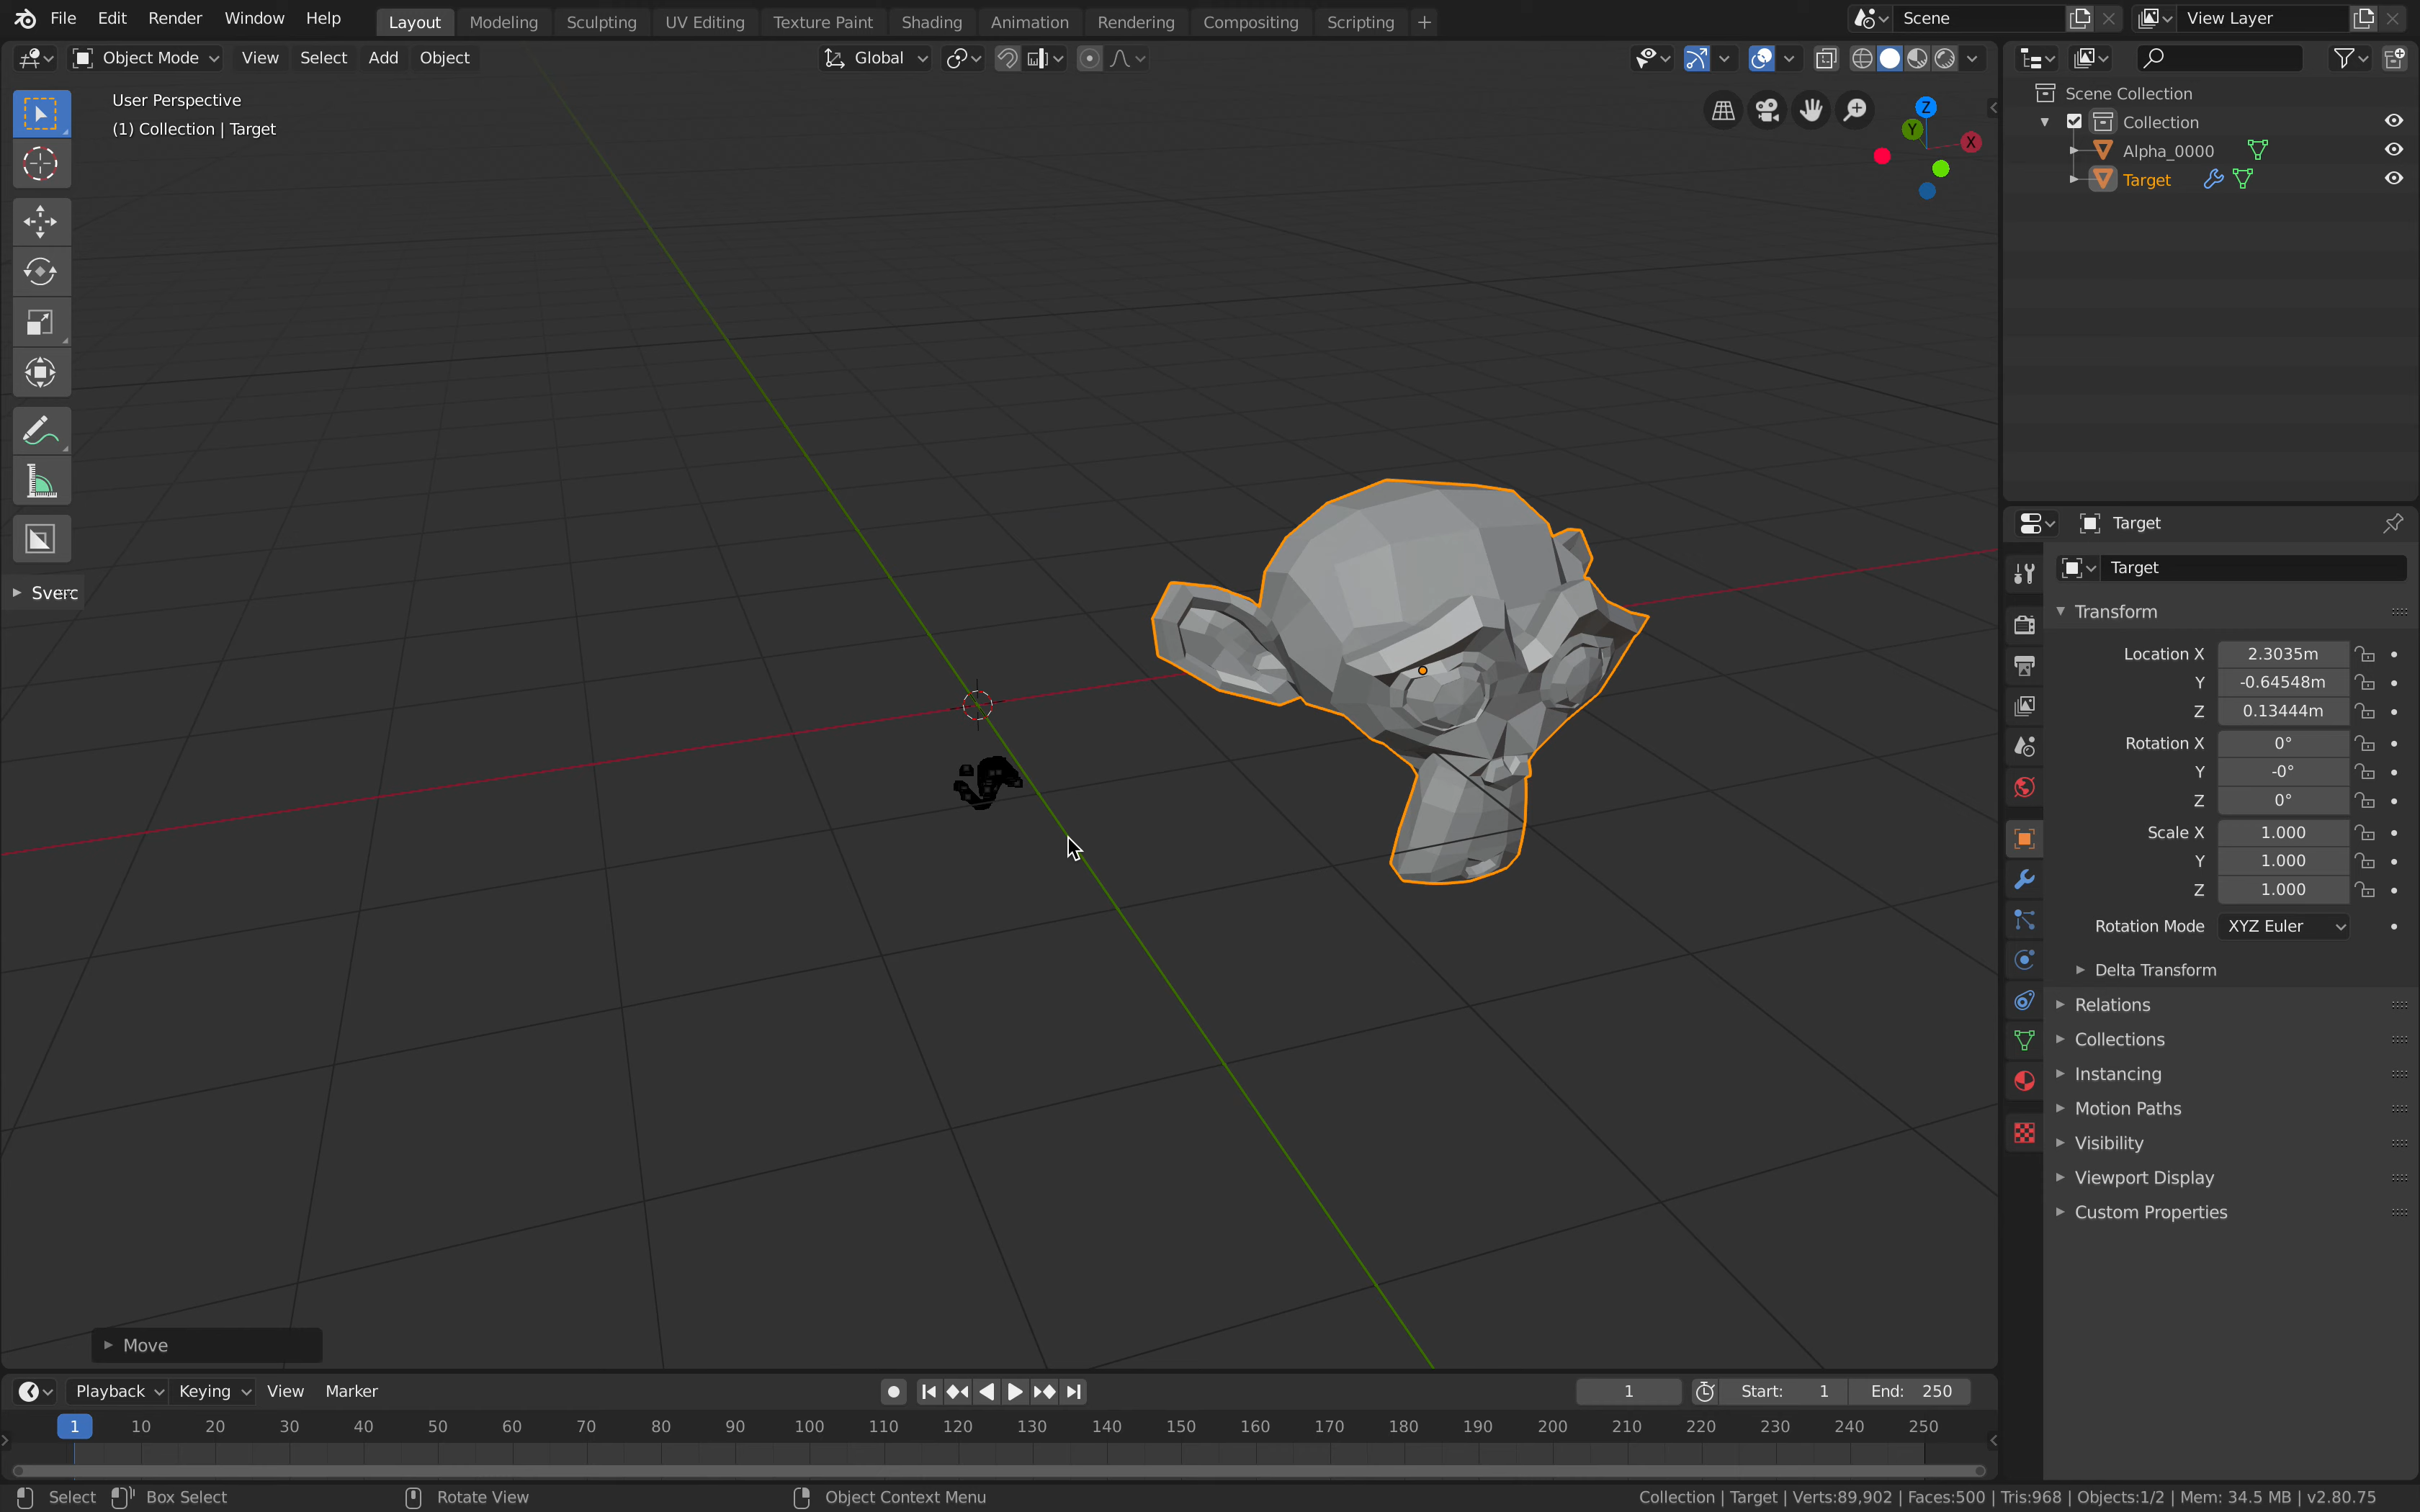 File Edit Render Window Help Layout Modeling Sculpting UV Editing Texture Paint Shading Animation Rendering Compositing Scripting + Scene View Layer
Object Mode View Select Add Object Global
User Perspective
(1) Collection | Target
Z
Y
X
Scene Collection
Collection
Alpha_0000
Target
Sverc
Target
Target
Transform
Location X 2.3035m
Y -0.64548m
Z 0.13444m
Rotation X 0°
Y -0°
Z 0°
Scale X 1.000
Y 1.000
Z 1.000
Rotation Mode XYZ Euler
Delta Transform
Relations
Collections
Instancing
Motion Paths
Visibility
Viewport Display
Custom Properties
Move
Playback Keying View Marker 1 Start: 1 End: 250
1 10 20 30 40 50 60 70 80 90 100 110 120 130 140 150 160 170 180 190 200 210 220 230 240 250
Select Box Select Rotate View Object Context Menu Collection | Target | Verts:89,902 | Faces:500 | Tris:968 | Objects:1/2 | Mem: 34.5 MB | v2.80.75